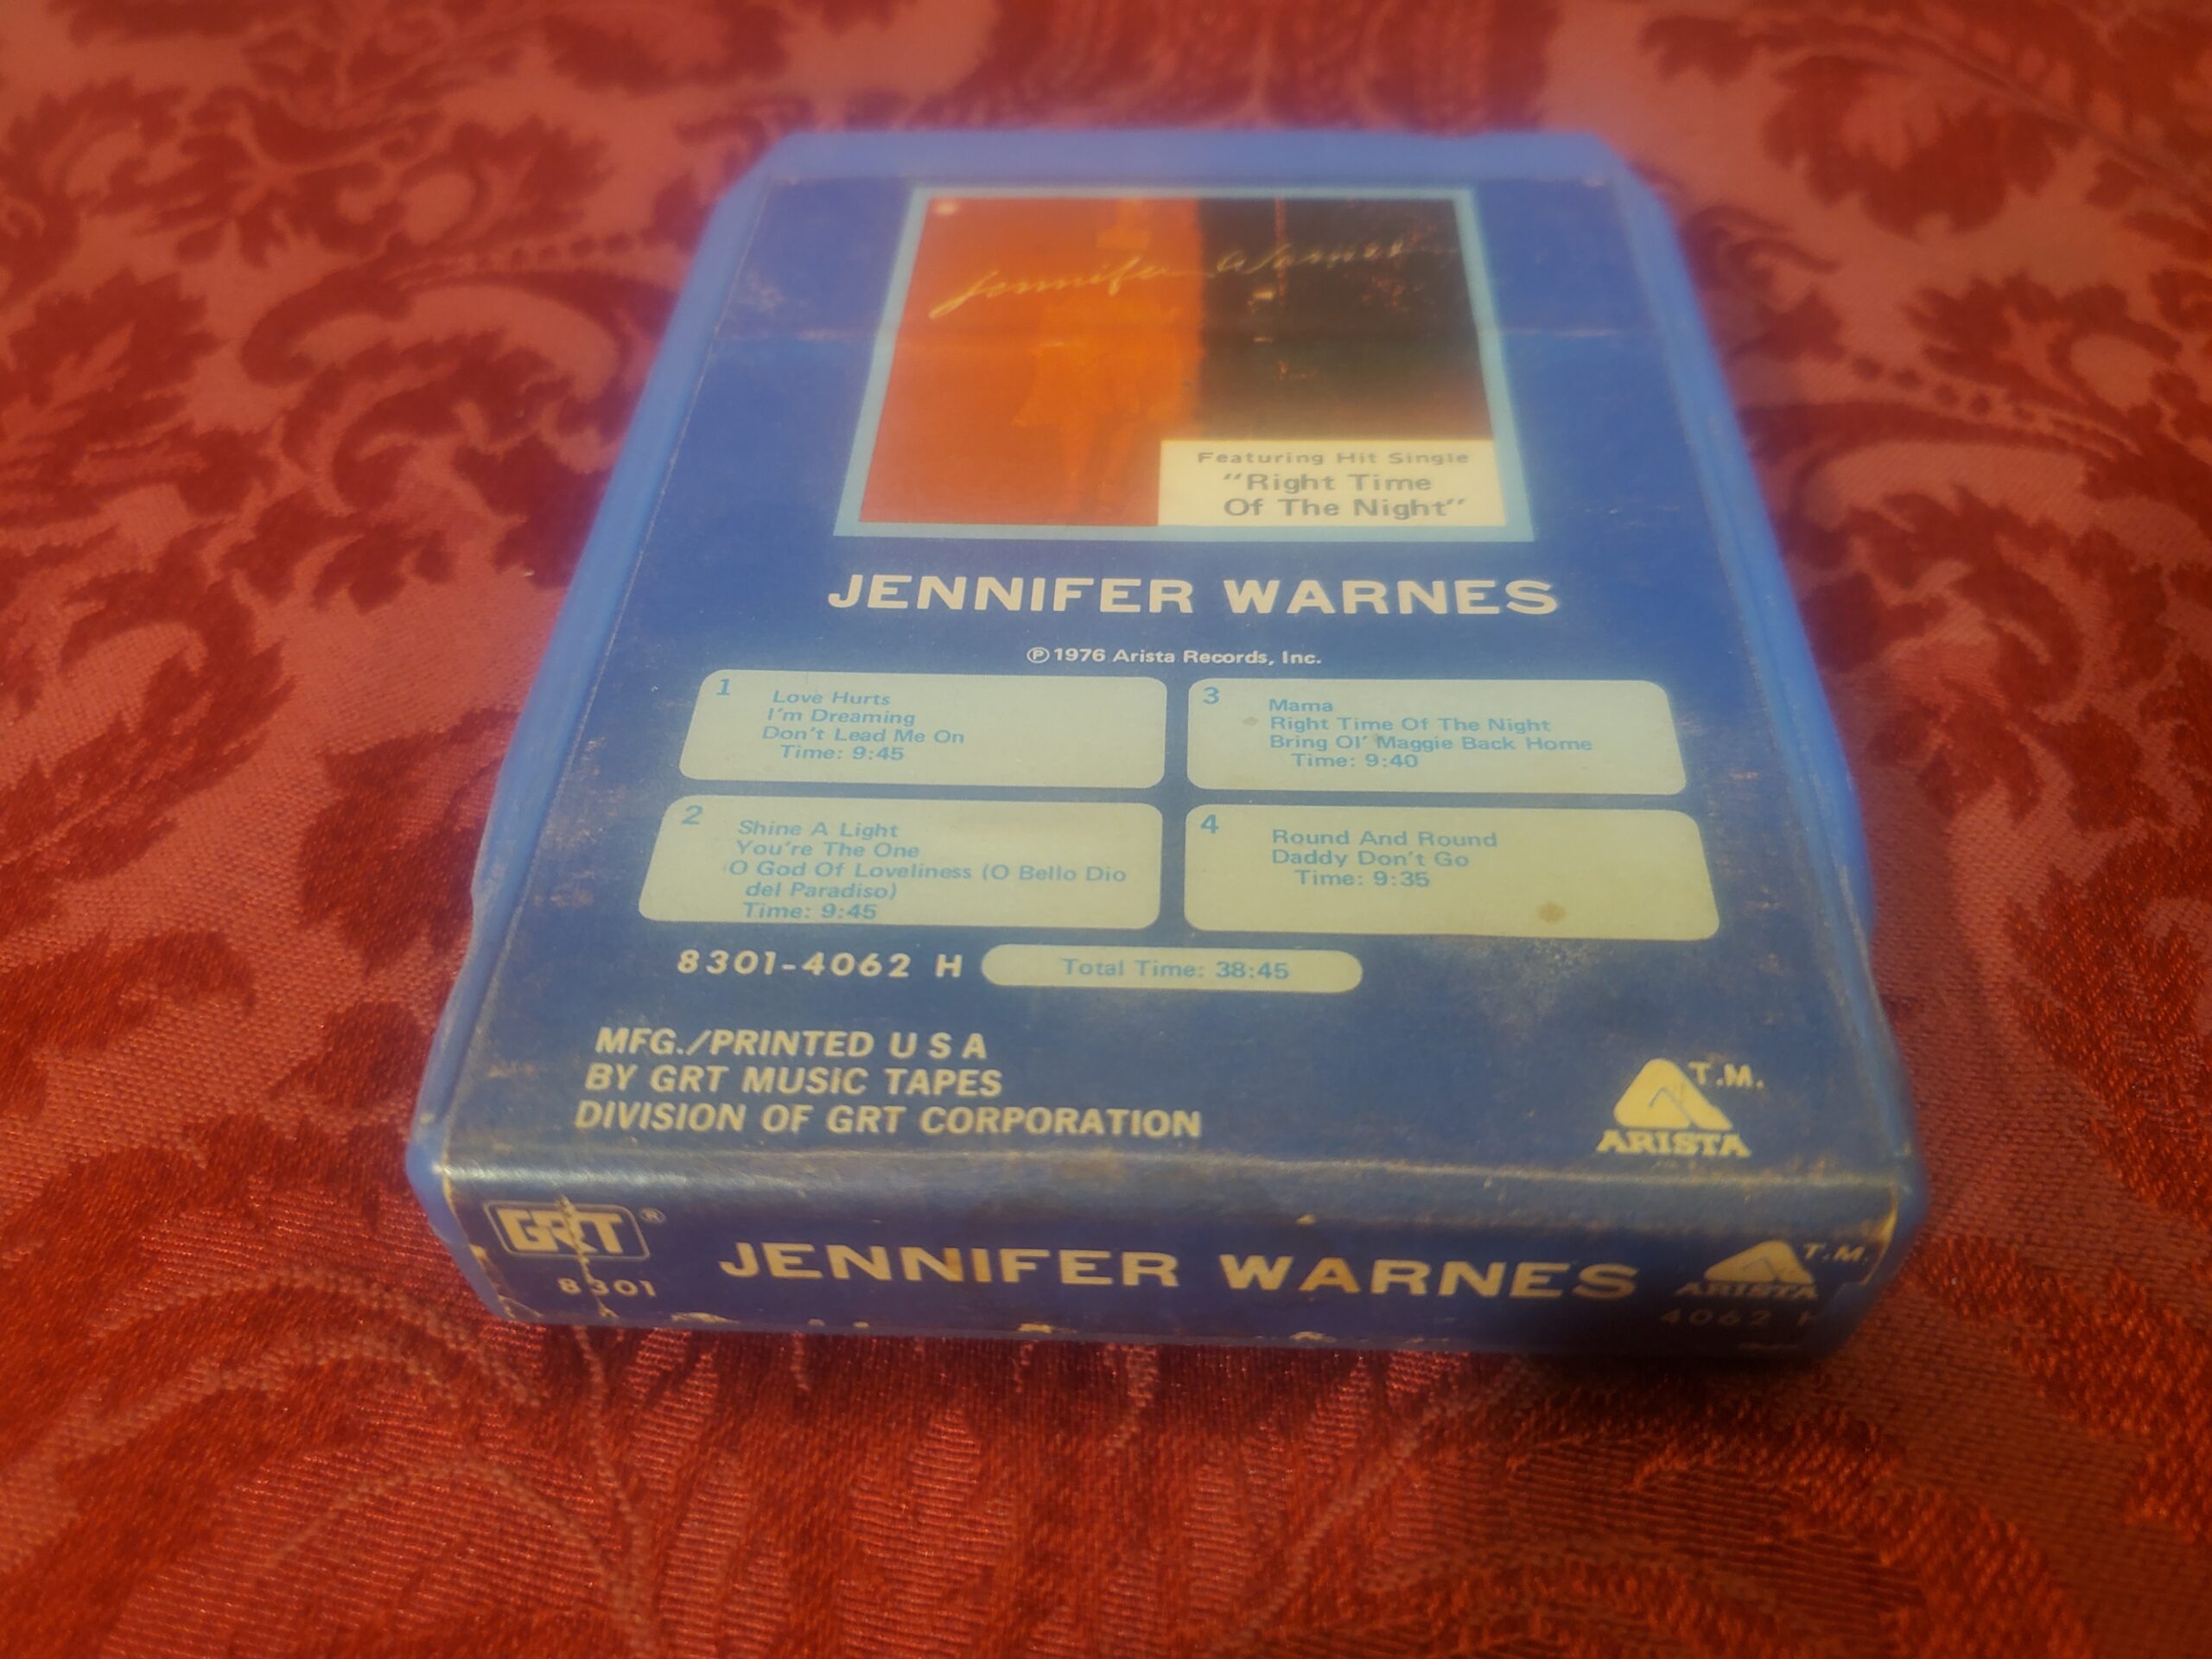 Jennifer Warnes
Featuring Hit Single
"Right Time
Of The Night"
JENNIFER WARNES
Ⓟ1976 Arista Records, Inc.
1
Love Hurts
I'm Dreaming
Don't Lead Me On
Time: 9:45
2
Shine A Light
You're The One
O God Of Loveliness (O Bello Dio
del Paradiso)
Time: 9:45
3
Mama
Right Time Of The Night
Bring Ol' Maggie Back Home
Time: 9:40
4
Round And Round
Daddy Don't Go
Time: 9:35
8301-4062 H
Total Time: 38:45
MFG./PRINTED U S A
BY GRT MUSIC TAPES
DIVISION OF GRT CORPORATION
T.M.
ARISTA
GRT®
8301
JENNIFER WARNES
T.M.
ARISTA
4062 H